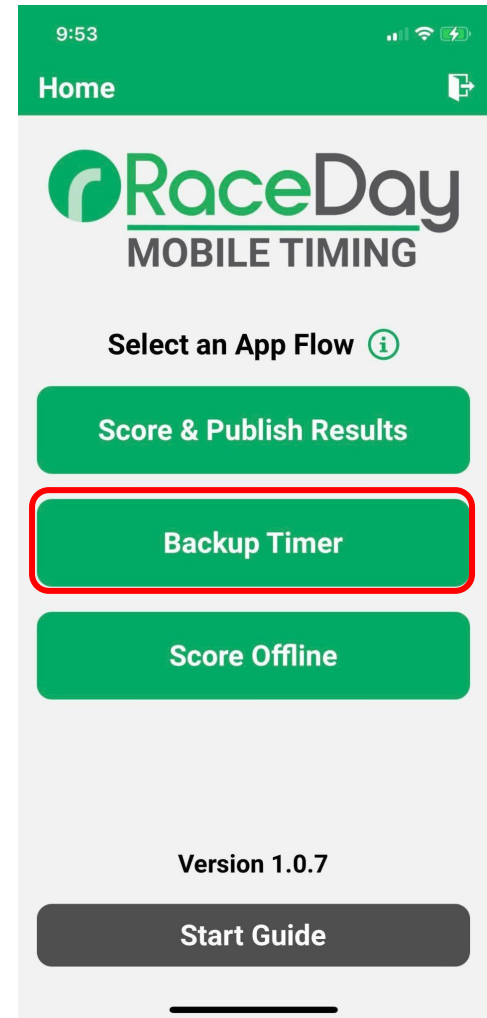 9:53
Home
RaceDay
MOBILE TIMING
Select an App Flow
Score & Publish Results
Backup Timer
Score Offline
Version 1.0.7
Start Guide